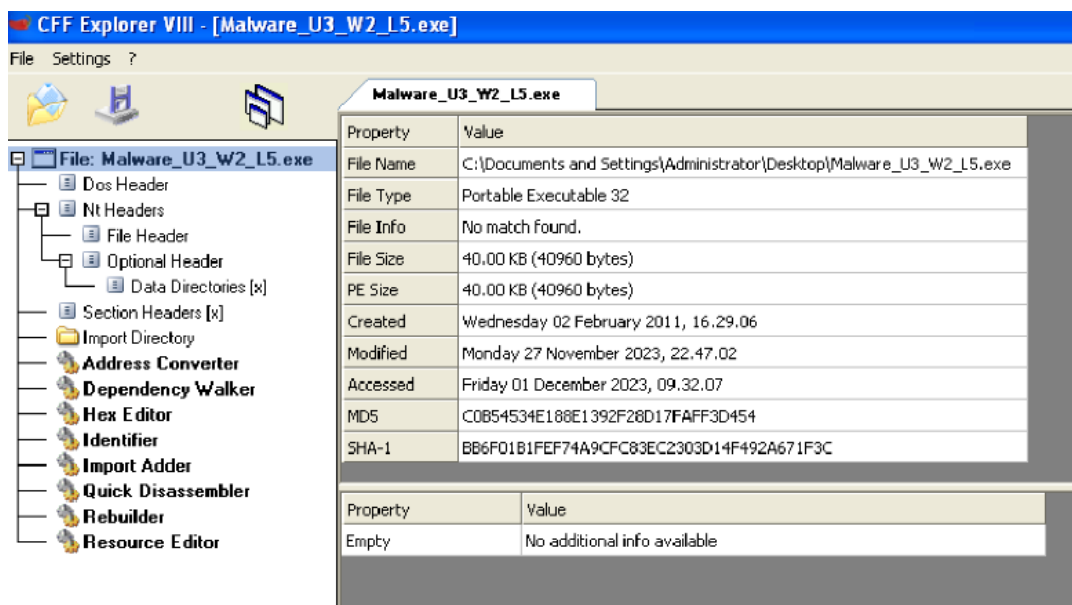 CFF Explorer VIII - [Malware_U3_W2_L5.exe]
File Settings ?
Malware_U3_W2_L5.exe
File: Malware_U3_W2_L5.exe
Dos Header
Nt Headers
File Header
Optional Header
Data Directories [x]
Section Headers [x]
Import Directory
Address Converter
Dependency Walker
Hex Editor
Identifier
Import Adder
Quick Disassembler
Rebuilder
Resource Editor
Property Value
File Name C:\Documents and Settings\Administrator\Desktop\Malware_U3_W2_L5.exe
File Type Portable Executable 32
File Info No match found.
File Size 40.00 KB (40960 bytes)
PE Size 40.00 KB (40960 bytes)
Created Wednesday 02 February 2011, 16.29.06
Modified Monday 27 November 2023, 22.47.02
Accessed Friday 01 December 2023, 09.32.07
MD5 C0B54534E188E1392F28D17FAFF3D454
SHA-1 BB6F01B1FEF74A9CFC83EC2303D14F492A671F3C
Property Value
Empty No additional info available